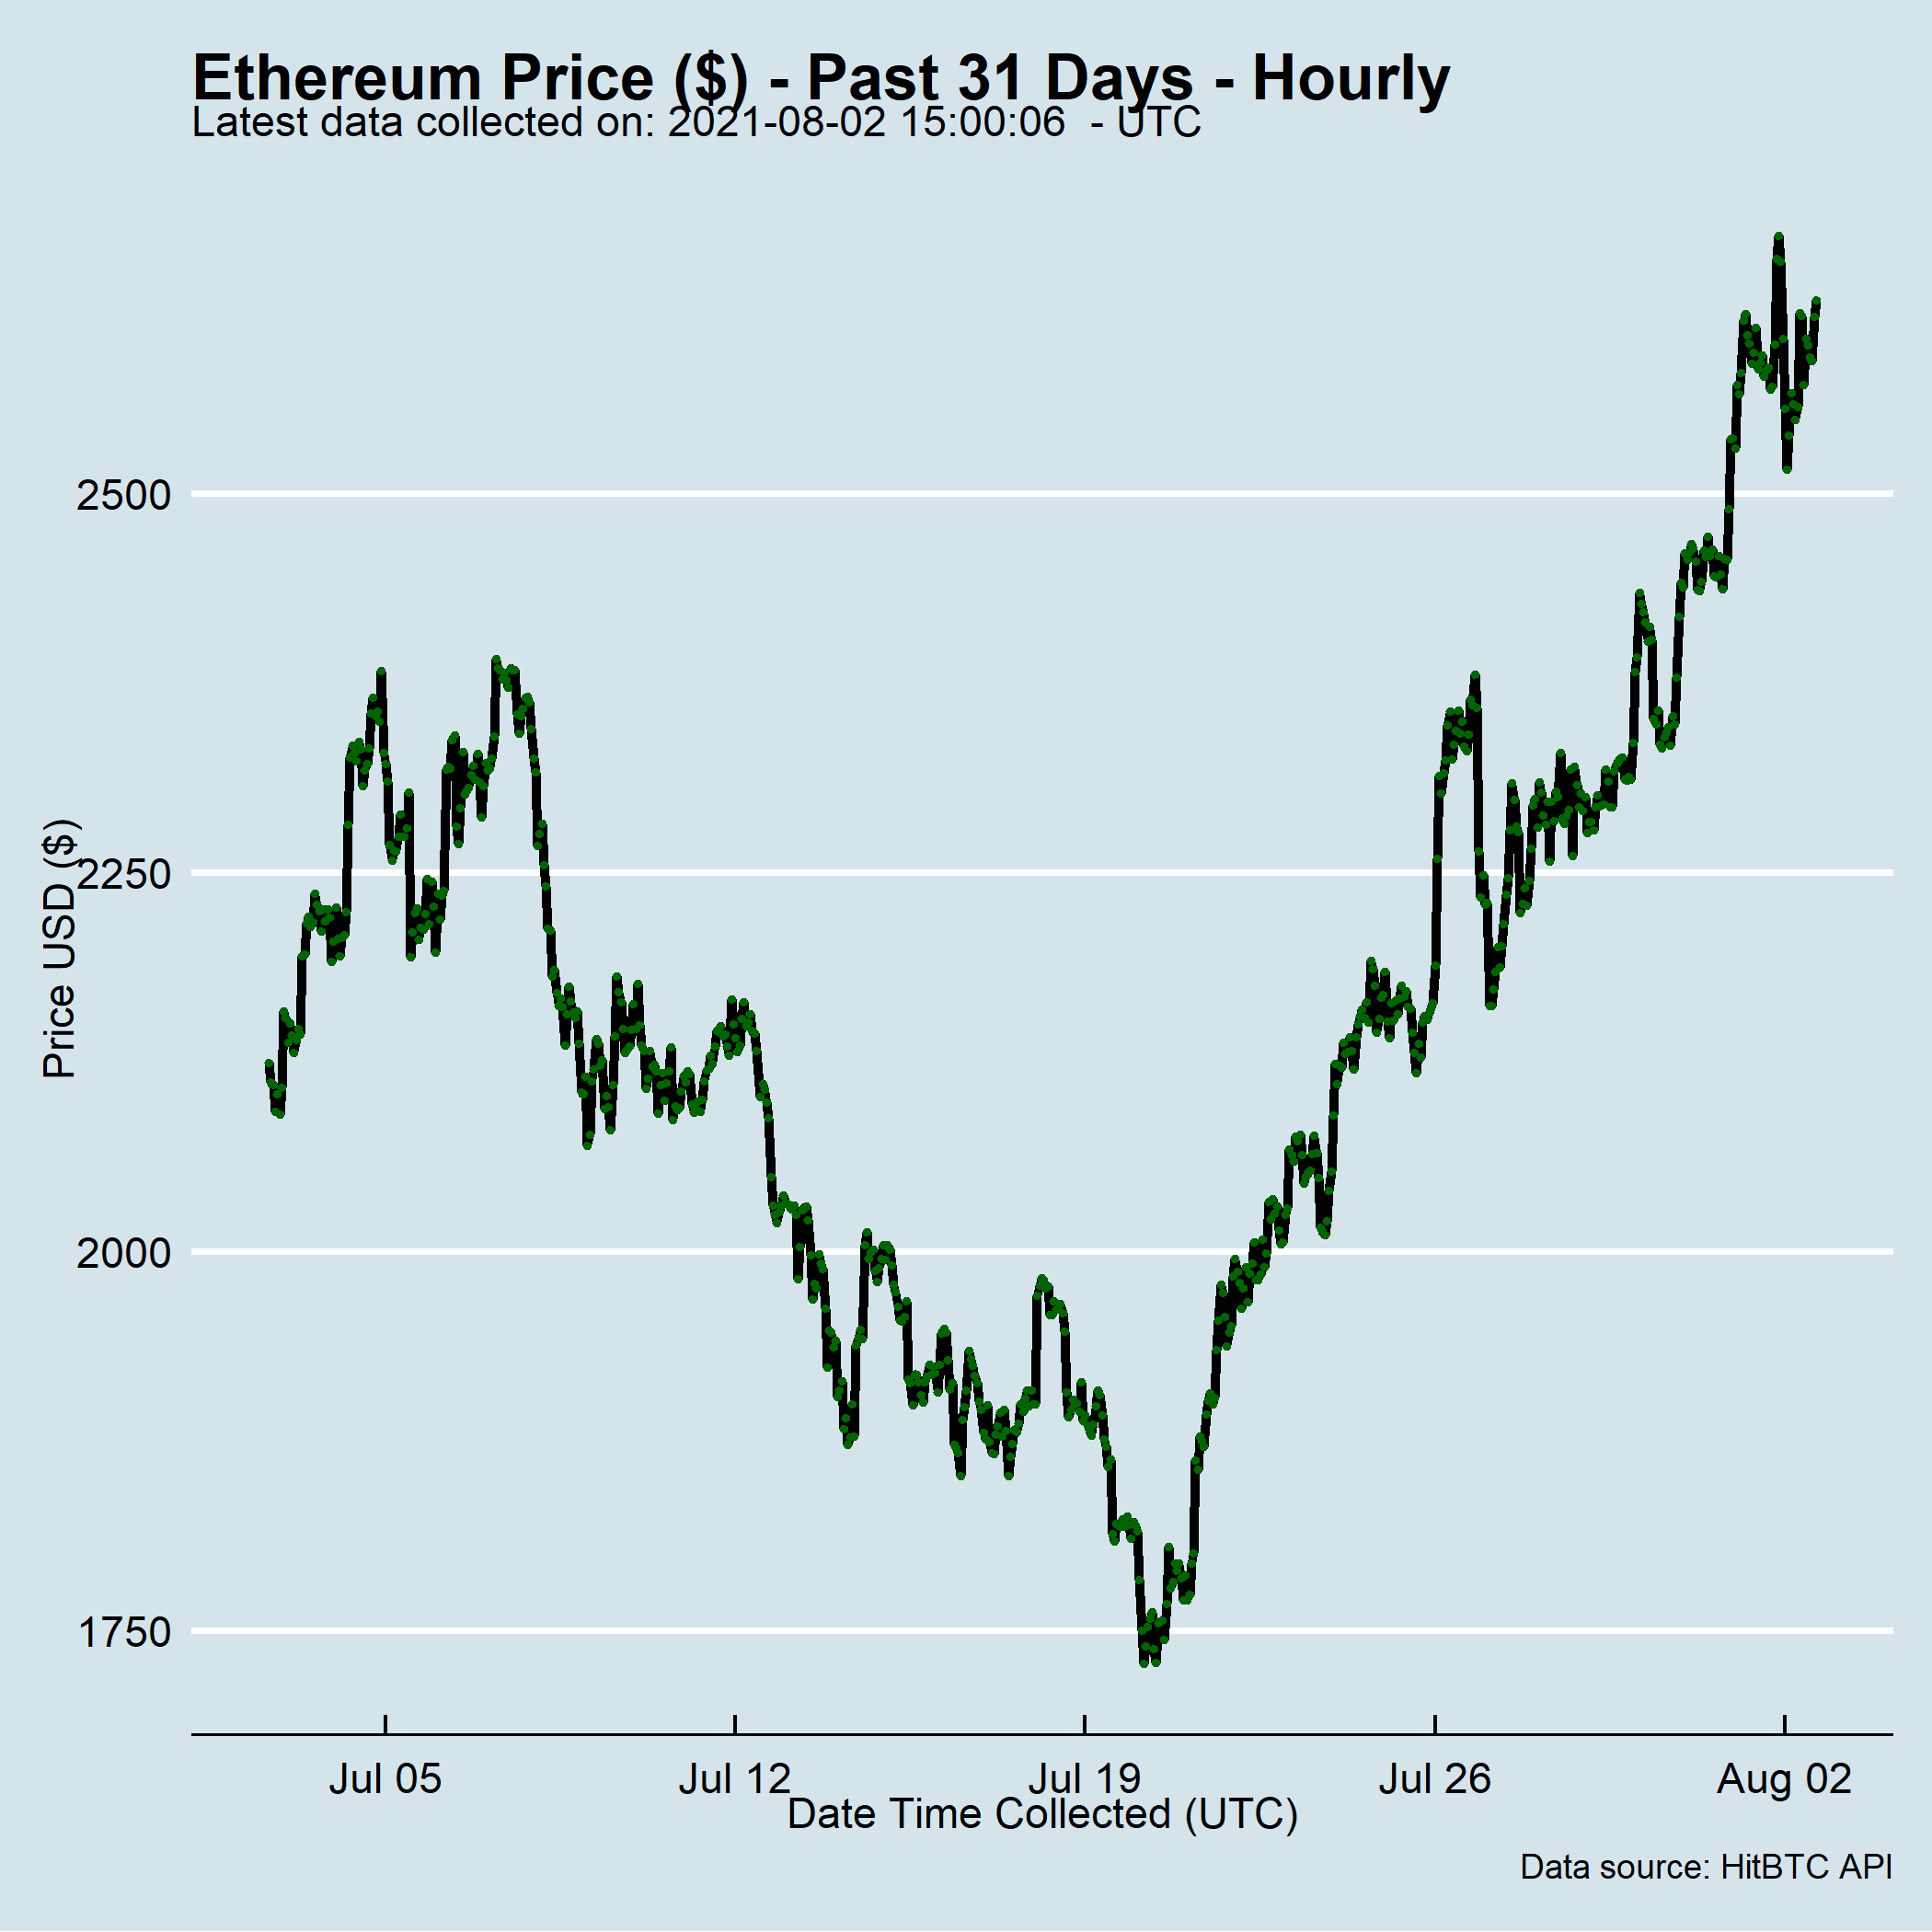 Ethereum Price ($) - Past 31 Days - Hourly
Latest data collected on: 2021-08-02 15:00:06  - UTC
Price USD ($)
2500
2250
2000
1750
Jul 05
Jul 12
Jul 19
Jul 26
Aug 02
Date Time Collected (UTC)
Data source: HitBTC API